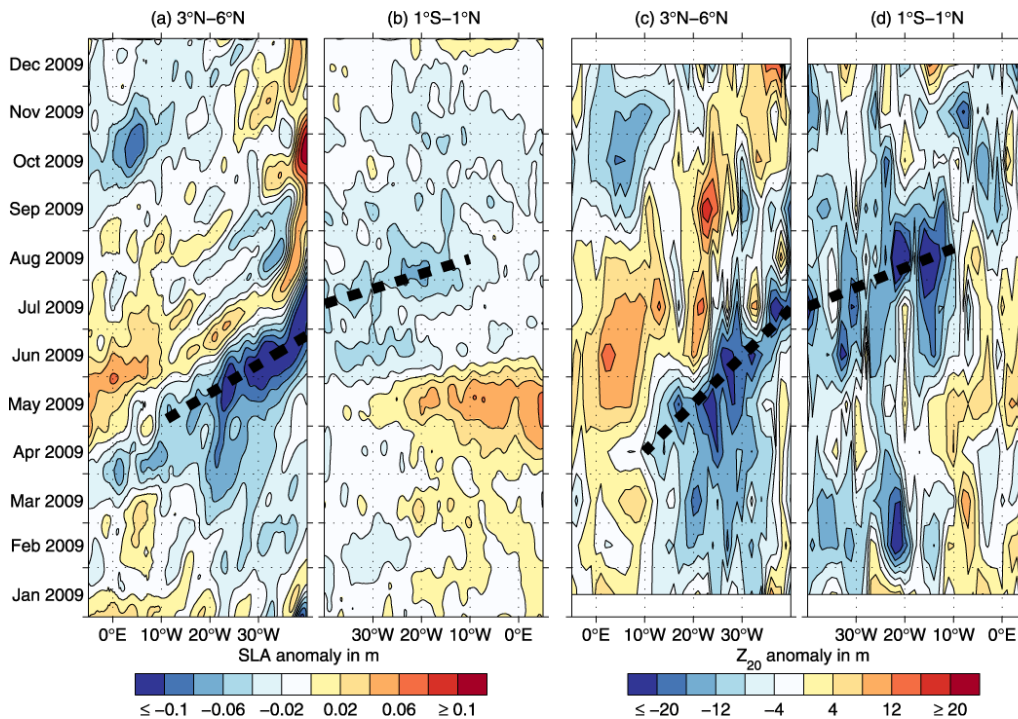 (a) 3°N−6°N
(b) 1°S−1°N
(c) 3°N−6°N
(d) 1°S−1°N
Dec 2009
Nov 2009
Oct 2009
Sep 2009
Aug 2009
Jul 2009
Jun 2009
May 2009
Apr 2009
Mar 2009
Feb 2009
Jan 2009
0°E 10°W 20°W 30°W
30°W 20°W 10°W 0°E
0°E 10°W 20°W 30°W
30°W 20°W 10°W 0°E
SLA anomaly in m
≤ −0.1 −0.06 −0.02 0.02 0.06 ≥ 0.1
Z20 anomaly in m
≤ −20 −12 −4 4 12 ≥ 20